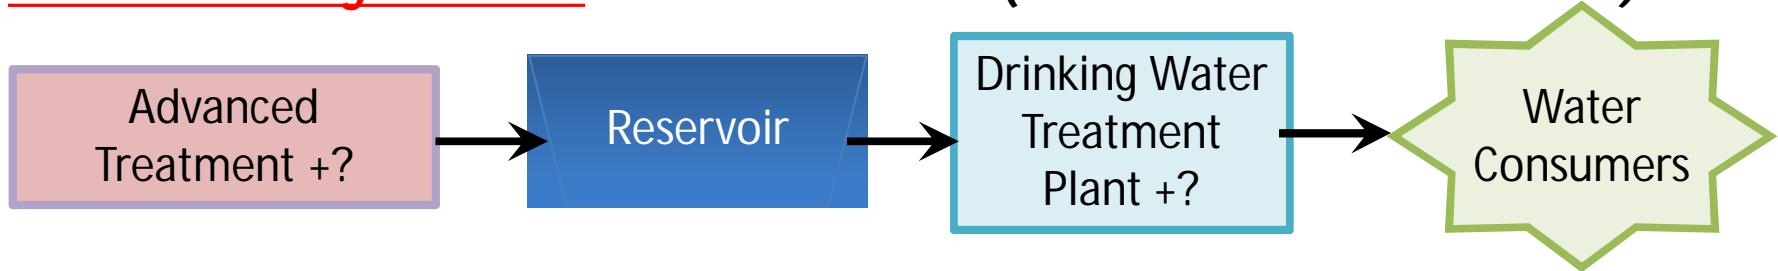 Advanced
Treatment +?
Reservoir
Drinking Water
Treatment
Plant +?
Water
Consumers